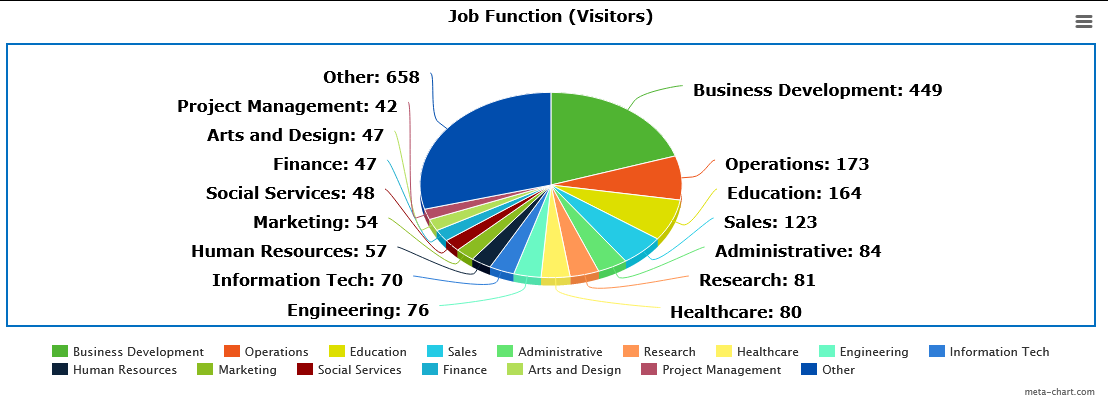 Job Function (Visitors)
Other: 658
Business Development: 449
Project Management: 42
Arts and Design: 47
Finance: 47
Operations: 173
Social Services: 48
Education: 164
Marketing: 54
Sales: 123
Human Resources: 57
Administrative: 84
Information Tech: 70
Research: 81
Engineering: 76
Healthcare: 80
Business Development Operations Education Sales Administrative Research Healthcare Engineering Information Tech
Human Resources Marketing Social Services Finance Arts and Design Project Management Other
meta-chart.com